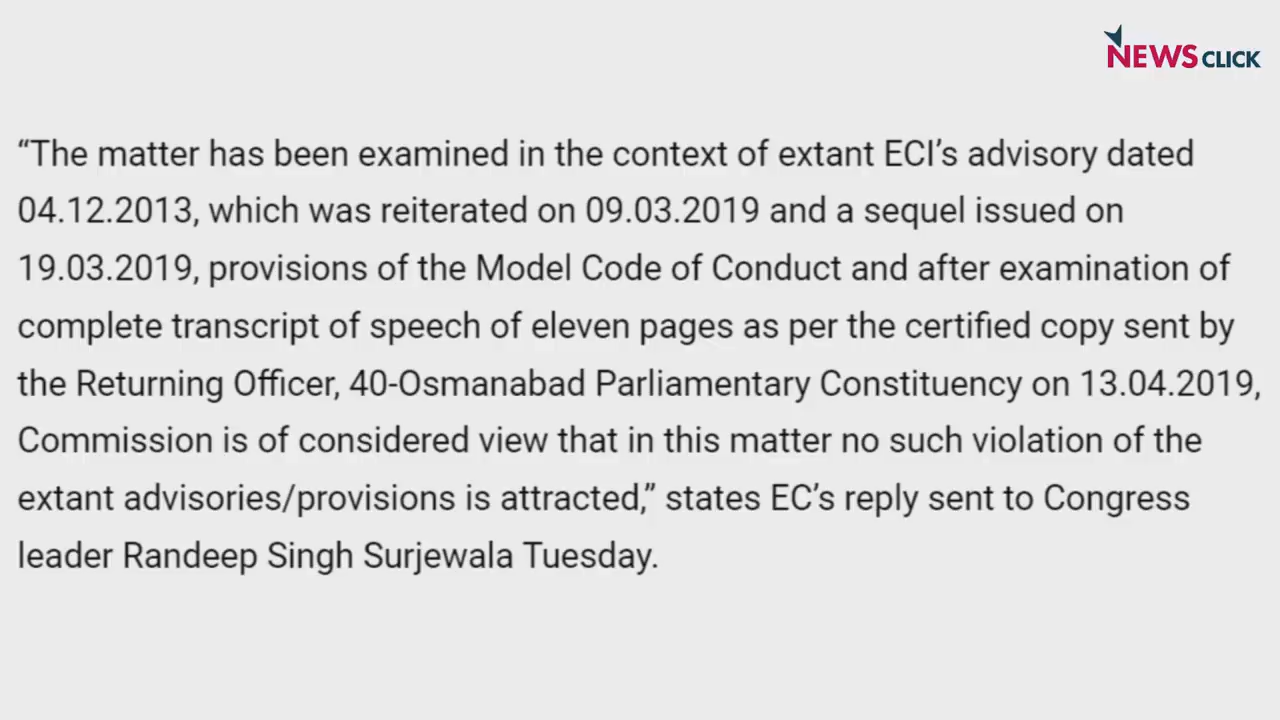 NEWSCLICK
“The matter has been examined in the context of extant ECI’s advisory dated
04.12.2013, which was reiterated on 09.03.2019 and a sequel issued on
19.03.2019, provisions of the Model Code of Conduct and after examination of
complete transcript of speech of eleven pages as per the certified copy sent by
the Returning Officer, 40-Osmanabad Parliamentary Constituency on 13.04.2019,
Commission is of considered view that in this matter no such violation of the
extant advisories/provisions is attracted,” states EC’s reply sent to Congress
leader Randeep Singh Surjewala Tuesday.